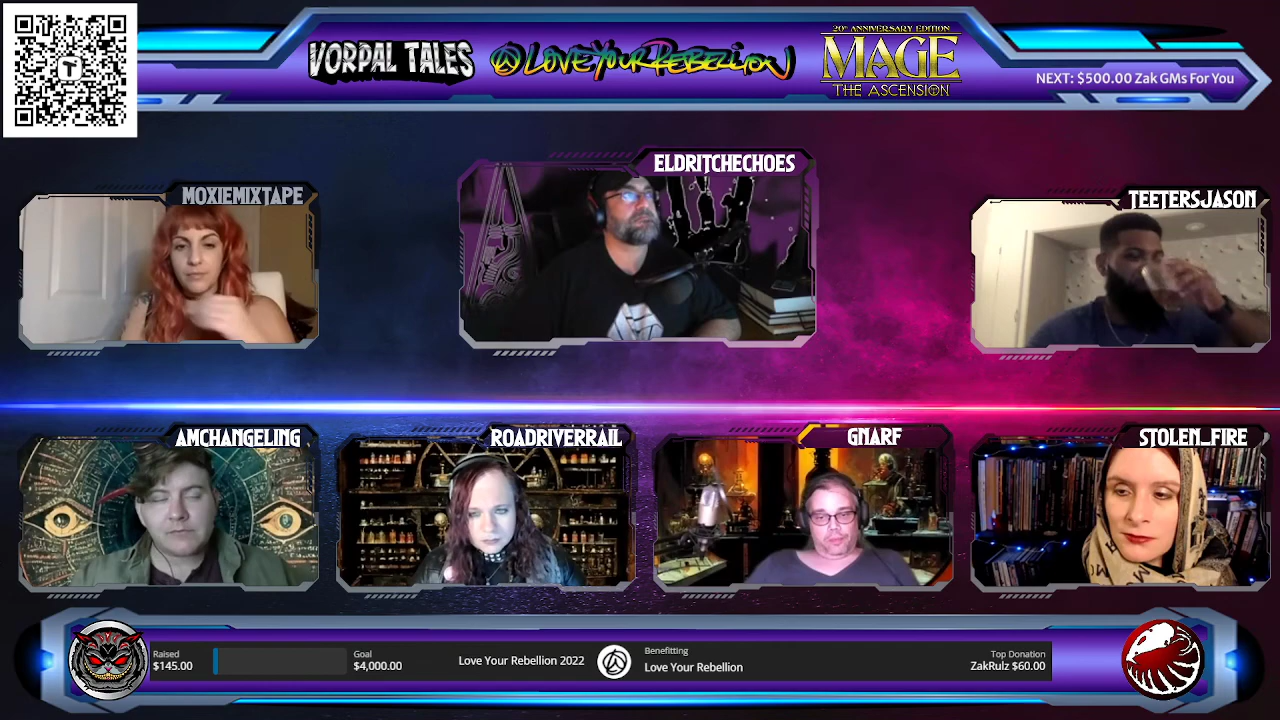 VORPAL TALES
@LOVEYOURREBELLION
20th ANNIVERSARY EDITION
MAGE
THE ASCENSION
NEXT: $500.00 Zak GMs For You
MOXIEMIXTAPE
ELDRITCHECHOES
TEETERSJASON
AMCHANGELING
ROADRIVERRAIL
GNARF
STOLEN_FIRE
Raised
$145.00
Goal
$4,000.00
Love Your Rebellion 2022
Benefitting
Love Your Rebellion
Top Donation
ZakRulz $60.00